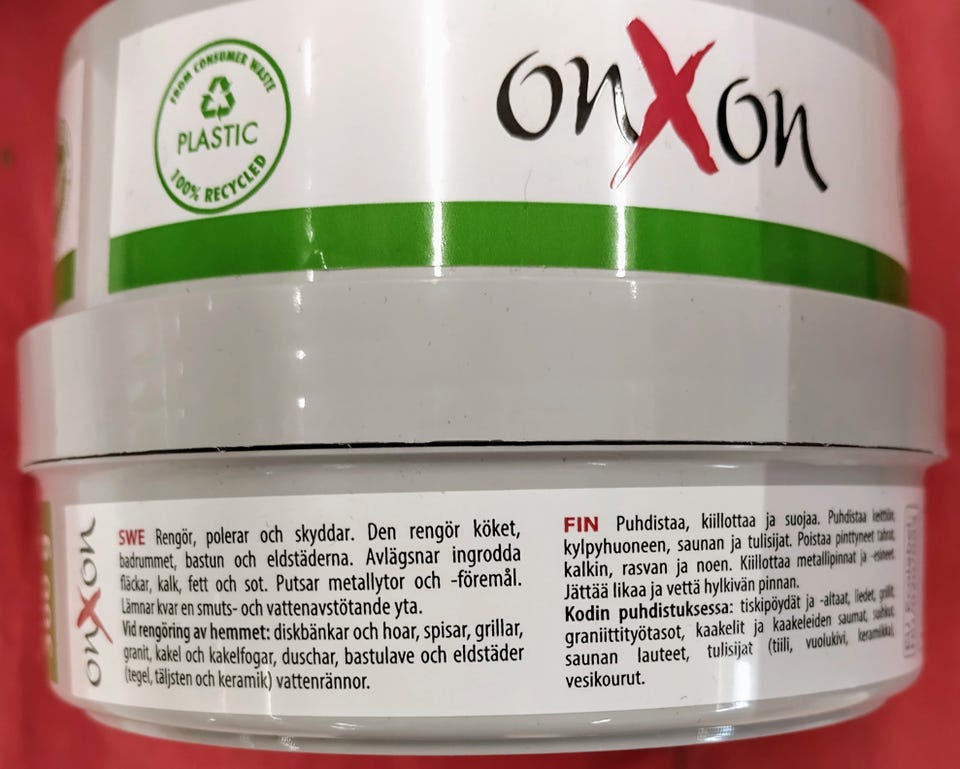 FROM CONSUMER WASTE
PLASTIC
100% RECYCLED
onXon
onXon
SWE Rengör, polerar och skyddar. Den rengör köket,
badrummet, bastun och eldstäderna. Avlägsnar ingrodda
fläckar, kalk, fett och sot. Putsar metallytor och -föremål.
Lämnar kvar en smuts- och vattenavstötande yta.
Vid rengöring av hemmet: diskbänkar och hoar, spisar, grillar,
granit, kakel och kakelfogar, duschar, bastulave och eldstäder
(tegel, täljsten och keramik) vattenrännor.
FIN Puhdistaa, kiillottaa ja suojaa. Puhdistaa keittiön,
kylpyhuoneen, saunan ja tulisijat. Poistaa pinttyneet tahrat,
kalkin, rasvan ja noen. Kiillottaa metallipinnat ja -esineet.
Jättää likaa ja vettä hylkivän pinnan.
Kodin puhdistuksessa: tiskipöydät ja -altaat, liedet, grillit,
graniittityötasot, kaakelit ja kaakeleiden saumat, suihkut,
saunan lauteet, tulisijat (tiili, vuolukivi, keramiikka),
vesikourut.